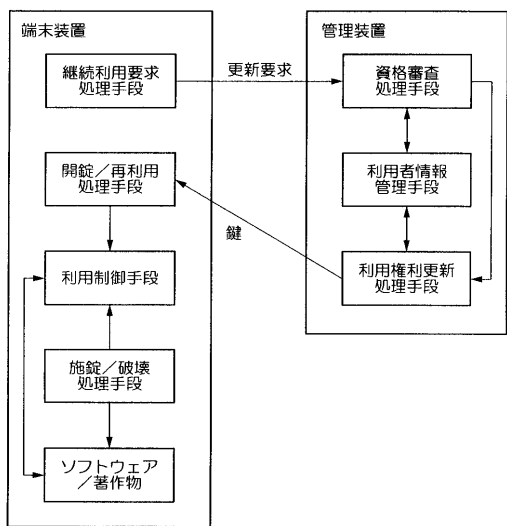 端末装置
継続利用要求
処理手段
開錠／再利用
処理手段
利用制御手段
施錠／破壊
処理手段
ソフトウェア
／著作物
更新要求
鍵
管理装置
資格審査
処理手段
利用者情報
管理手段
利用権利更新
処理手段